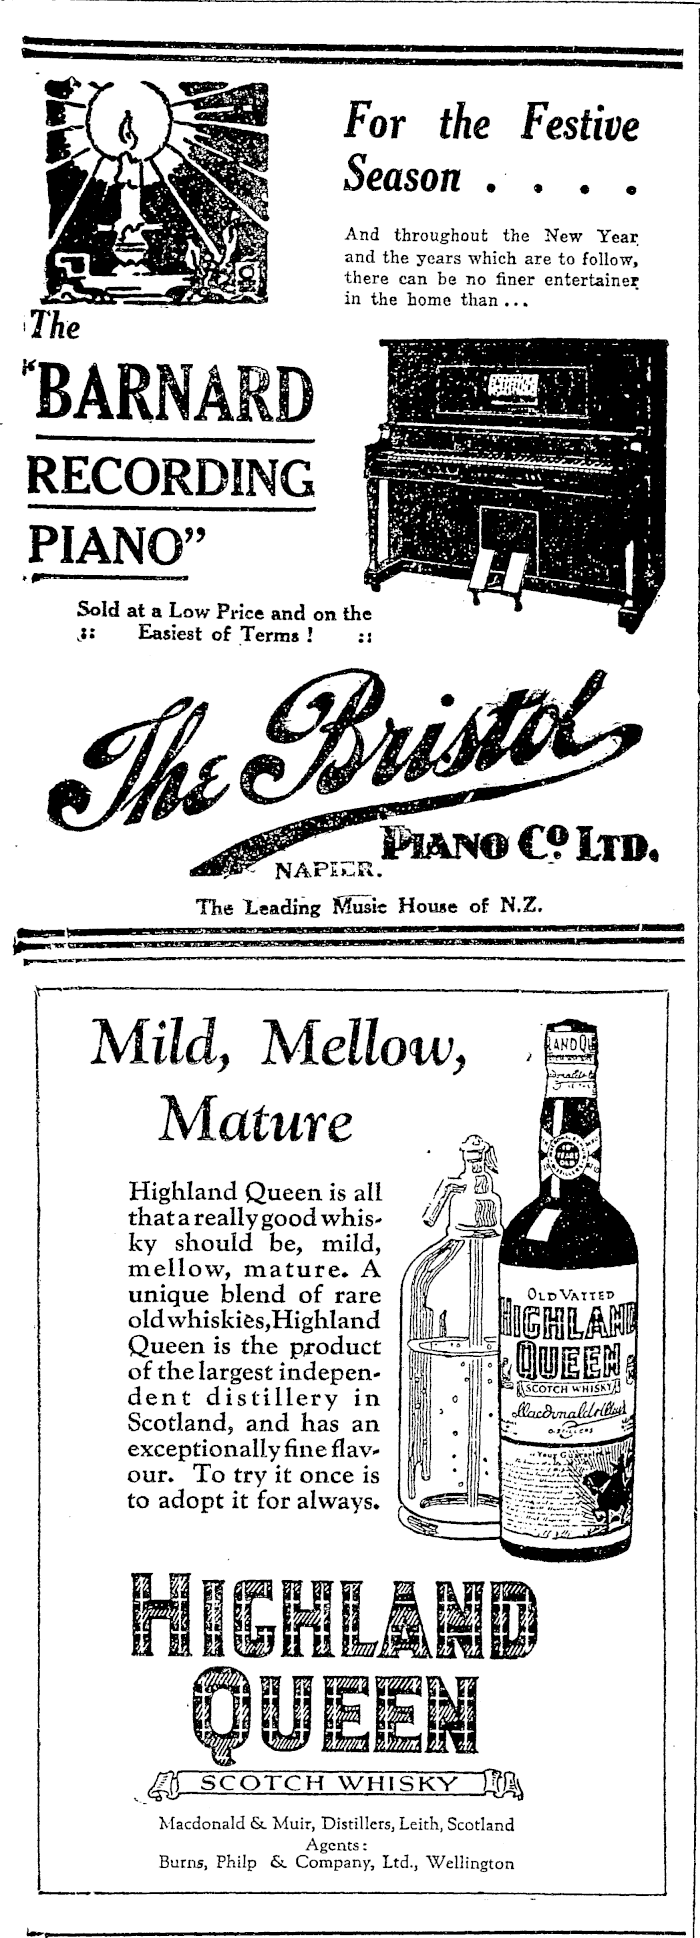 For the Festive
Season . . . .
And throughout the New Year
and the years which are to follow,
there can be no finer entertainer
in the home than ...
The
"BARNARD
RECORDING
PIANO"
Sold at a Low Price and on the
:: Easiest of Terms ! ::
The Bristol
PIANO CO. LTD.
NAPIER.
The Leading Music House of N.Z.
Mild, Mellow,
Mature
Highland Queen is all
that a really good whis-
ky should be, mild,
mellow, mature. A
unique blend of rare
old whiskies, Highland
Queen is the product
of the largest indepen-
dent distillery in
Scotland, and has an
exceptionally fine flav-
our. To try it once is
to adopt it for always.
OLD VATTED
HIGHLAND
QUEEN
SCOTCH WHISKY
Macdonald & Muir
DISTILLERS
HIGHLAND
QUEEN
SCOTCH WHISKY
Macdonald & Muir, Distillers, Leith, Scotland
Agents:
Burns, Philp & Company, Ltd., Wellington